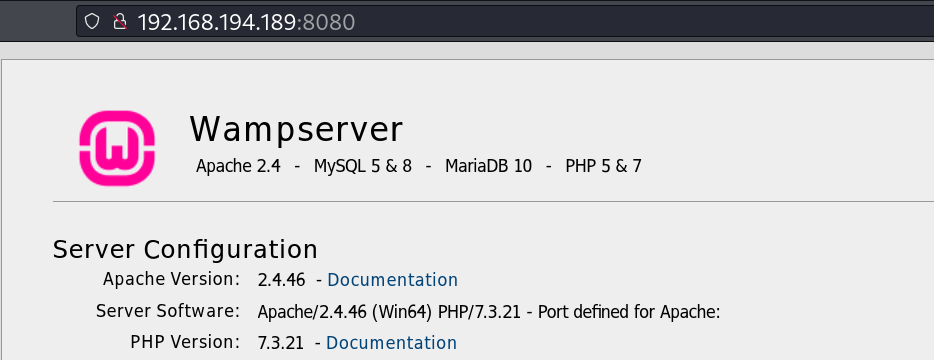 192.168.194.189:8080
Wampserver
Apache 2.4 - MySQL 5 & 8 - MariaDB 10 - PHP 5 & 7
Server Configuration
Apache Version: 2.4.46 - Documentation
Server Software: Apache/2.4.46 (Win64) PHP/7.3.21 - Port defined for Apache:
PHP Version: 7.3.21 - Documentation